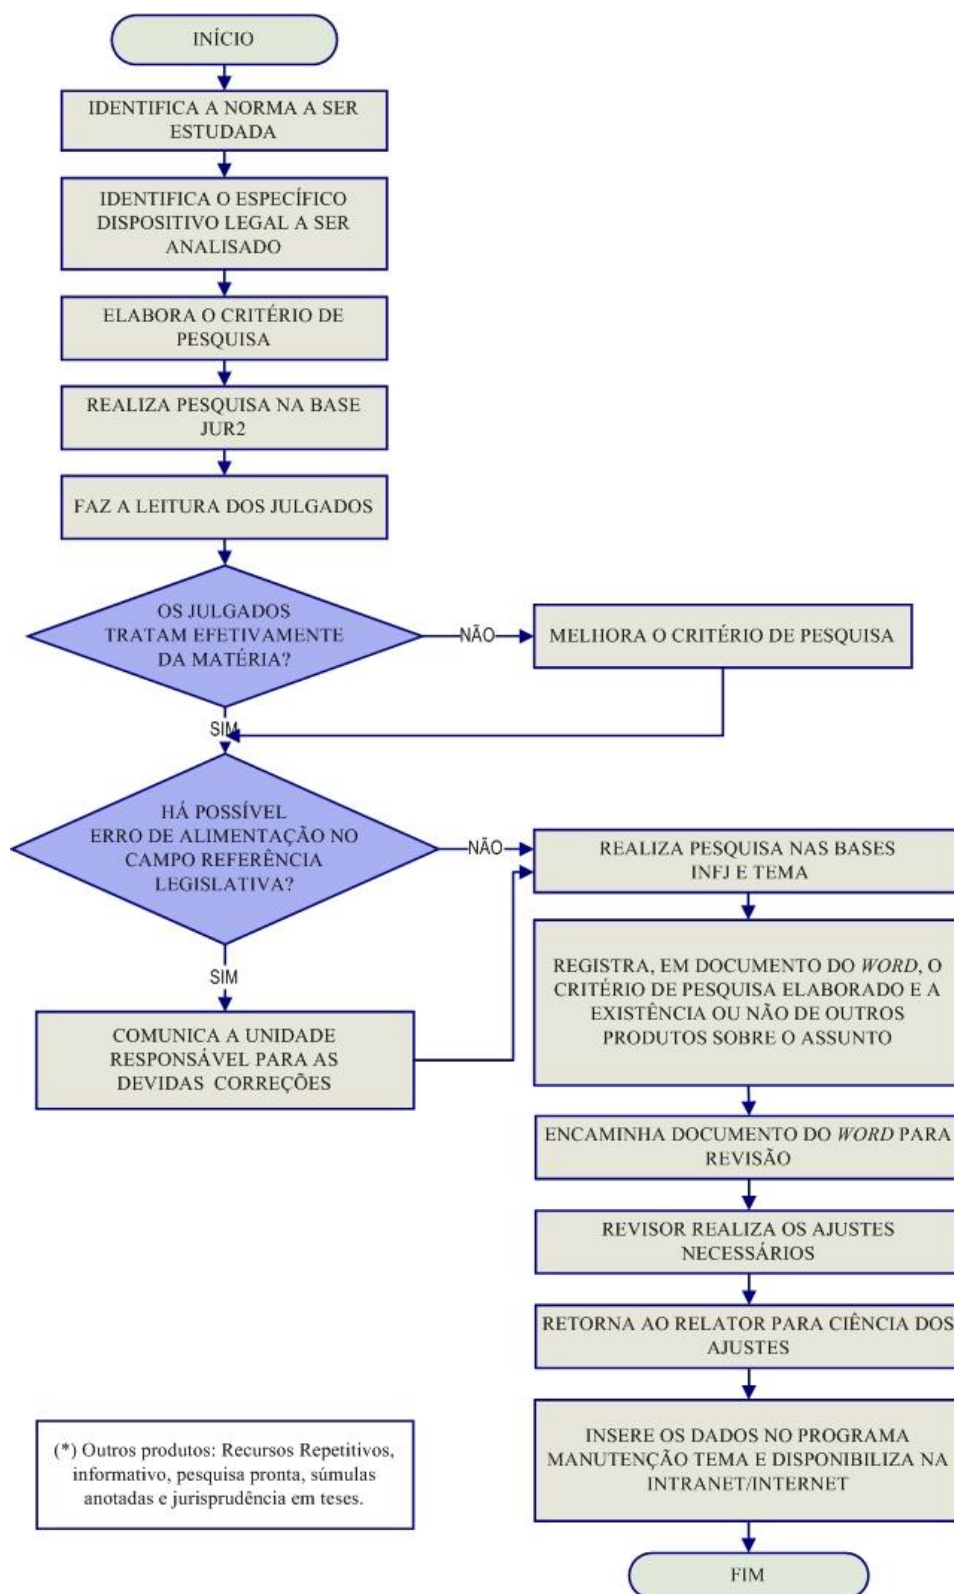 INÍCIO
IDENTIFICA A NORMA A SER
ESTUDADA
IDENTIFICA O ESPECÍFICO
DISPOSITIVO LEGAL A SER
ANALISADO
ELABORA O CRITÉRIO DE
PESQUISA
REALIZA PESQUISA NA BASE
JUR2
FAZ A LEITURA DOS JULGADOS
OS JULGADOS
TRATAM EFETIVAMENTE
DA MATÉRIA?
NÃO
MELHORA O CRITÉRIO DE PESQUISA
SIM
HÁ POSSÍVEL
ERRO DE ALIMENTAÇÃO NO
CAMPO REFERÊNCIA
LEGISLATIVA?
NÃO
REALIZA PESQUISA NAS BASES
INFJ E TEMA
SIM
COMUNICA A UNIDADE
RESPONSÁVEL PARA AS
DEVIDAS CORREÇÕES
REGISTRA, EM DOCUMENTO DO WORD, O
CRITÉRIO DE PESQUISA ELABORADO E A
EXISTÊNCIA OU NÃO DE OUTROS
PRODUTOS SOBRE O ASSUNTO
ENCAMINHA DOCUMENTO DO WORD PARA
REVISÃO
REVISOR REALIZA OS AJUSTES
NECESSÁRIOS
RETORNA AO RELATOR PARA CIÊNCIA DOS
AJUSTES
INSERE OS DADOS NO PROGRAMA
MANUTENÇÃO TEMA E DISPONIBILIZA NA
INTRANET/INTERNET
FIM
(*) Outros produtos: Recursos Repetitivos,
informativo, pesquisa pronta, súmulas
anotadas e jurisprudência em teses.